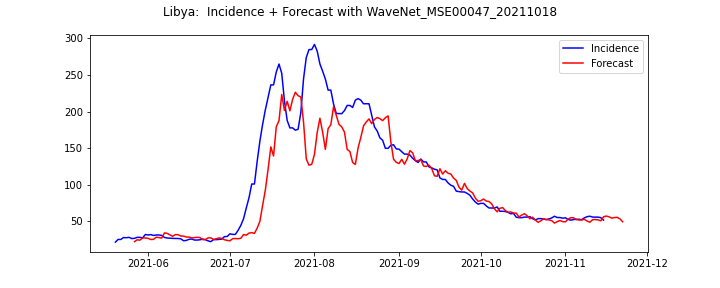 Libya:  Incidence + Forecast with WaveNet_MSE00047_20211018
Incidence
Forecast
300
250
200
150
100
50
2021-06 2021-07 2021-08 2021-09 2021-10 2021-11 2021-12